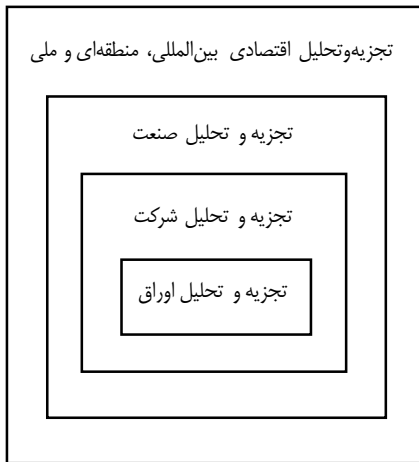 تجزیه‌وتحلیل اقتصادی بین‌المللی، منطقه‌ای و ملی
تجزیه و تحلیل صنعت
تجزیه و تحلیل شرکت
تجزیه و تحلیل اوراق